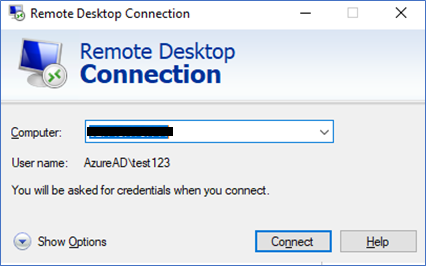 Remote Desktop Connection
Remote Desktop
Connection
Computer:
User name: AzureAD\test123
You will be asked for credentials when you connect.
Show Options Connect Help